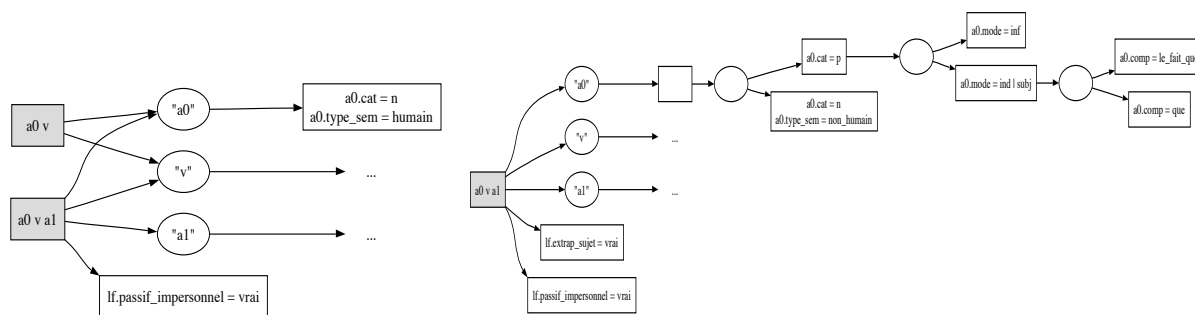 a0 v
a0 v a1
"a0"
"v"
"a1"
a0.cat = n
a0.type_sem = humain
...
...
lf.passif_impersonnel = vrai
a0 v a1
"a0"
"v"
"a1"
...
...
lf.extrap_sujet = vrai
lf.passif_impersonnel = vrai
a0.cat = p
a0.cat = n
a0.type_sem = non_humain
a0.mode = inf
a0.mode = ind | subj
a0.comp = le_fait_que
a0.comp = que